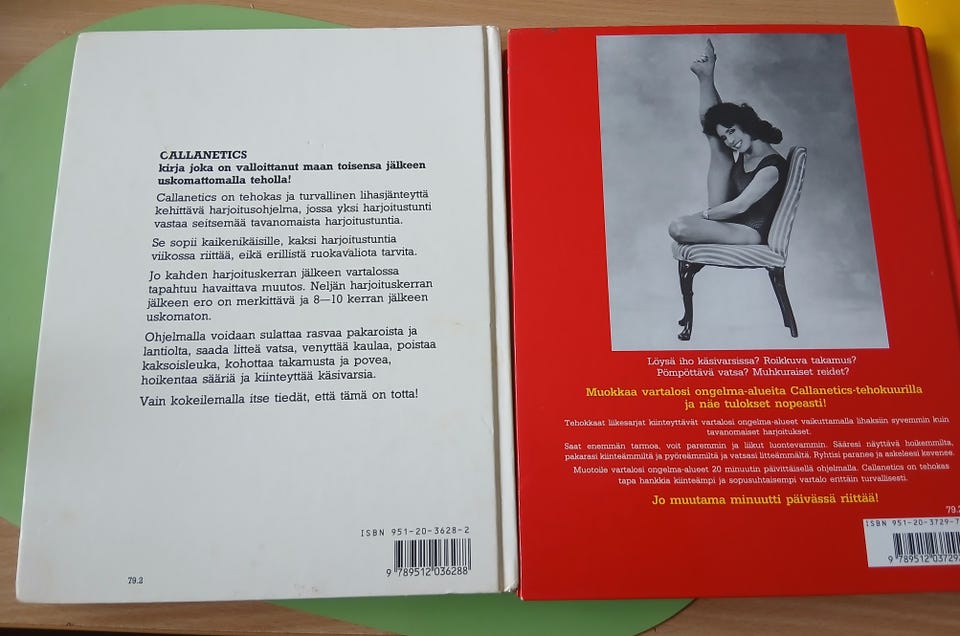 CALLANETICS
kirja joka on valloittanut maan toisensa jälkeen
uskomattomalla teholla!
Callanetics on tehokas ja turvallinen lihasjänteyttä
kehittävä harjoitusohjelma, jossa yksi harjoitustunti
vastaa seitsemää tavanomaista harjoitustuntia.
Se sopii kaikenikäisille, kaksi harjoitustuntia
viikossa riittää, eikä erillistä ruokavaliota tarvita.
Jo kahden harjoituskerran jälkeen vartalossa
tapahtuu havaittava muutos. Neljän harjoituskerran
jälkeen ero on merkittävä ja 8—10 kerran jälkeen
uskomaton.
Ohjelmalla voidaan sulattaa rasvaa pakaroista ja
lantiolta, saada litteä vatsa, venyttää kaulaa, poistaa
kaksoisleuka, kohottaa takamusta ja povea,
hoikentaa sääriä ja kiinteyttää käsivarsia.
Vain kokeilemalla itse tiedät, että tämä on totta!
ISBN 951-20-3628-2
9 789512 036288
79.2
Löysä iho käsivarsissa? Roikkuva takamus?
Pömpöttävä vatsa? Muhkuraiset reidet?
Muokkaa vartalosi ongelma-alueita Callanetics-tehokuurilla
ja näe tulokset nopeasti!
Tehokkaat liikesarjat kiinteyttävät vartalosi ongelma-alueet vaikuttamalla lihaksiin syvemmin kuin
tavanomaiset harjoitukset.
Saat enemmän tarmoa, voit paremmin ja liikut luontevammin. Sääresi näyttävät hoikemmilta,
pakarasi kiinteämmiltä ja pyöreämmiltä ja vatsasi litteämmältä. Ryhtisi paranee ja askeleesi kevenee.
Muotoile vartalosi ongelma-alueet 20 minuutin päivittäisellä ohjelmalla. Callanetics on tehokas
tapa hankkia kiinteämpi ja sopusuhtaisempi vartalo erittäin turvallisesti.
Jo muutama minuutti päivässä riittää!
79.2
ISBN 951-20-3729-7
9 789512 03729